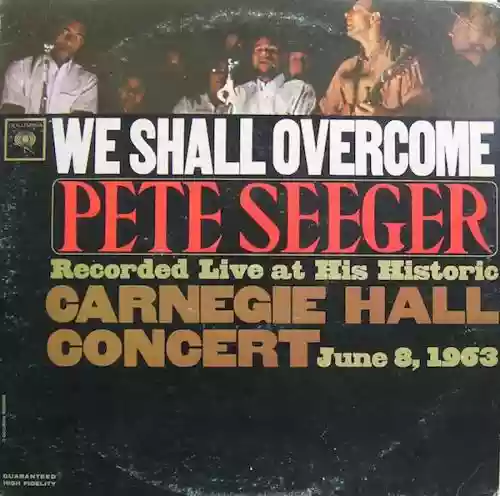 COLUMBIA
WE SHALL OVERCOME
PETE SEEGER
Recorded Live at His Historic
CARNEGIE HALL
CONCERT June 8, 1963
GUARANTEED
HIGH FIDELITY